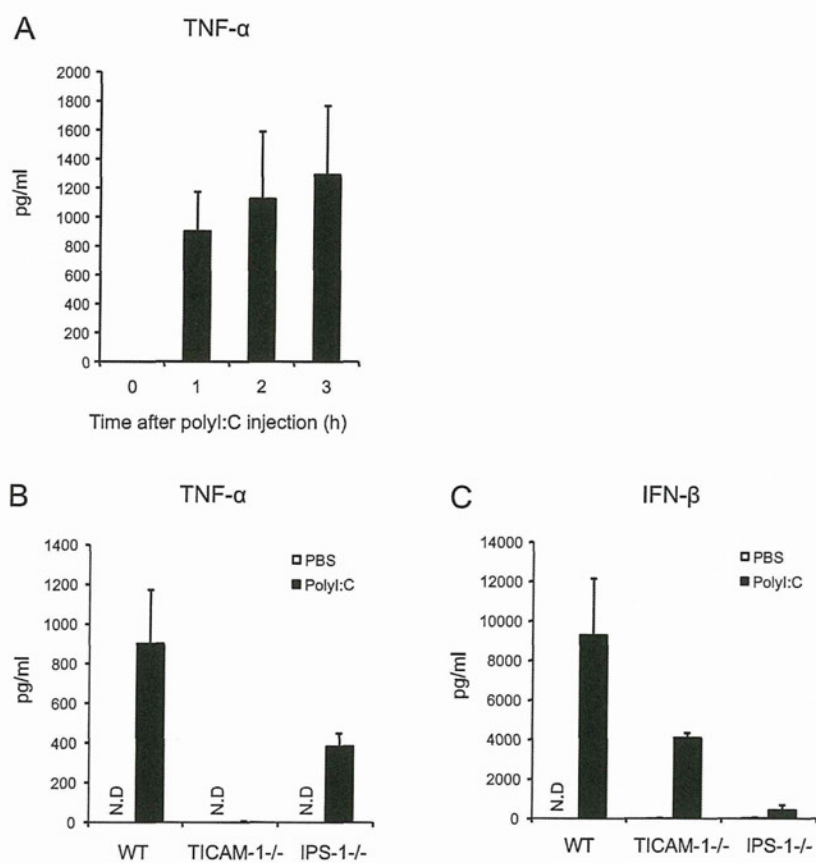 A
TNF-α
2000
1800
1600
1400
1200
1000
800
600
400
200
0
pg/ml
0 1 2 3
Time after polyI:C injection (h)
B
TNF-α
1400
1200
1000
800
600
400
200
0
pg/ml
PBS
PolyI:C
N.D
N.D
N.D
WT TICAM-1-/- IPS-1-/-
C
IFN-β
14000
12000
10000
8000
6000
4000
2000
0
pg/ml
PBS
PolyI:C
N.D
WT TICAM-1-/- IPS-1-/-